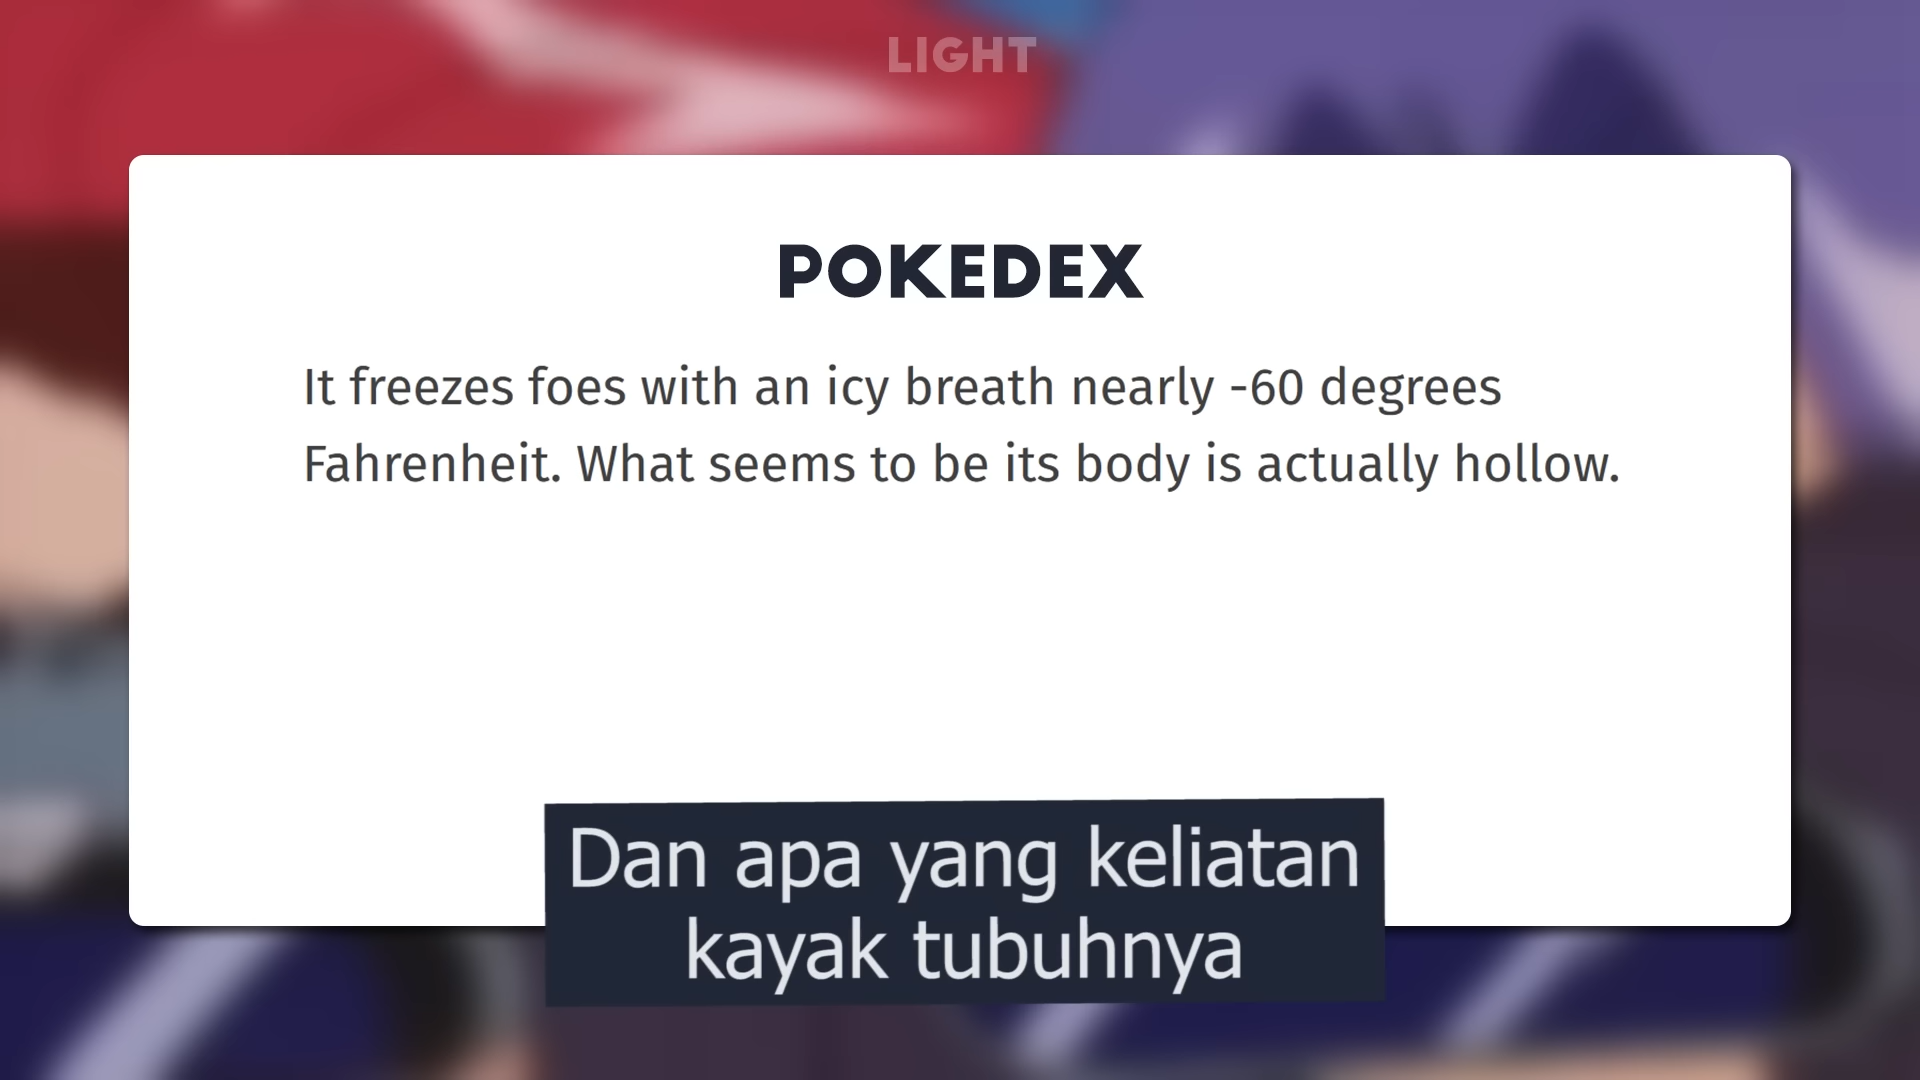 LIGHT
POKEDEX
It freezes foes with an icy breath nearly -60 degrees
Fahrenheit. What seems to be its body is actually hollow.
Dan apa yang keliatan
kayak tubuhnya